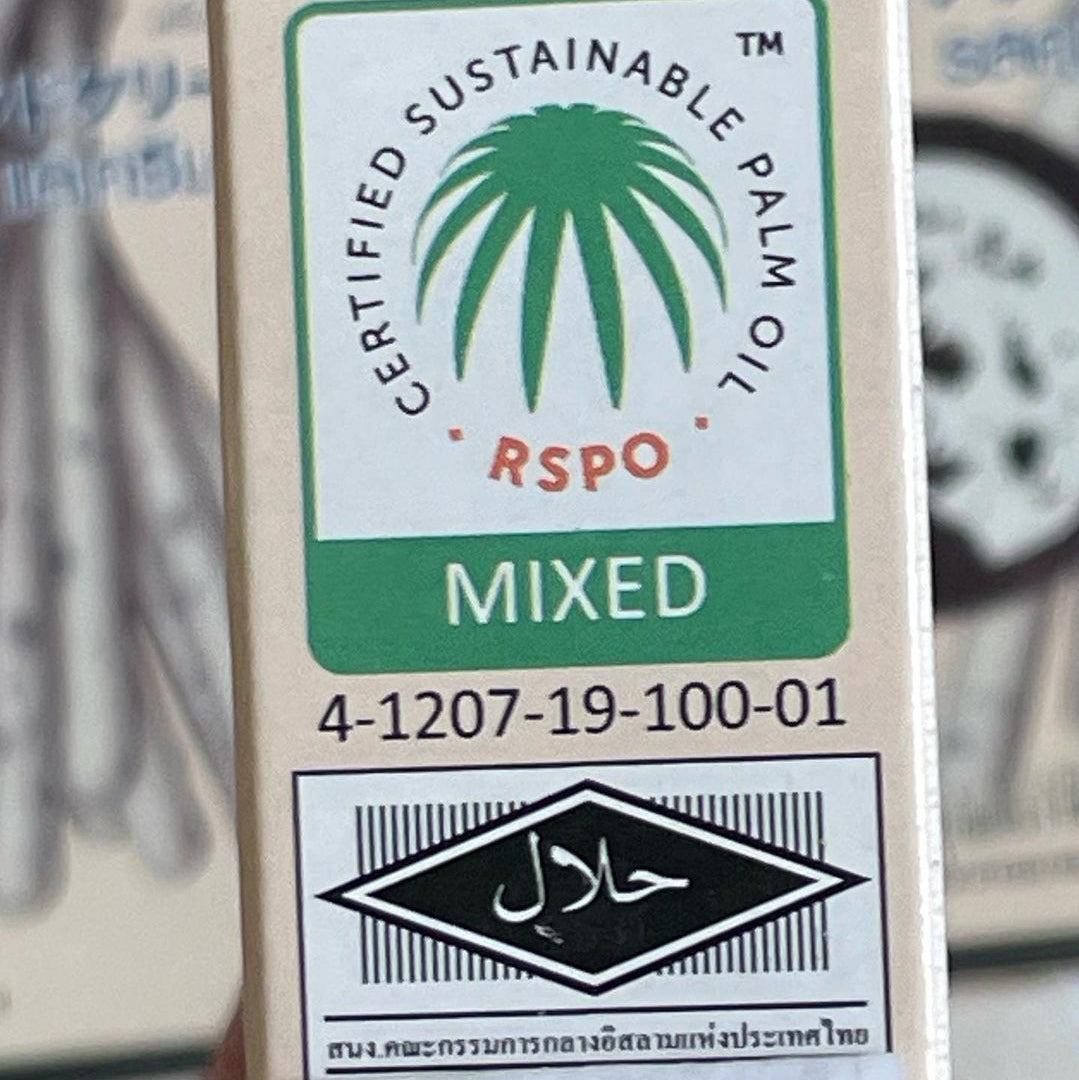 TM
CERTIFIED SUSTAINABLE PALM OIL
RSPO
MIXED
4-1207-19-100-01
حلال
สนง.คณะกรรมการกลางอิสลามแห่งประเทศไทย